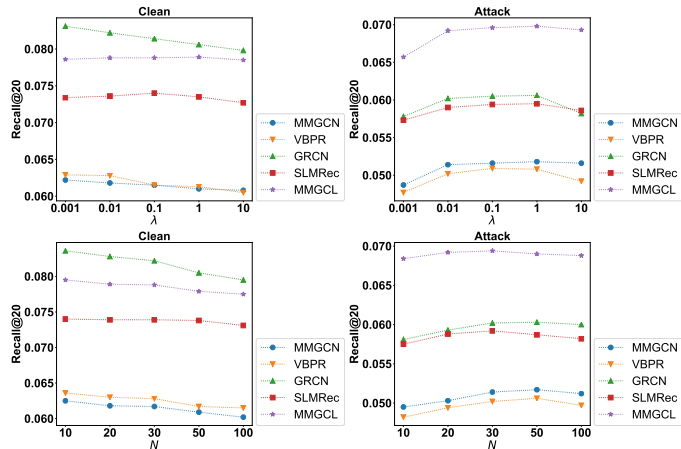 Clean
Recall@20
0.080
0.075
0.070
0.065
0.060
0.001 0.01 0.1 1 10
λ
MMGCN
VBPR
GRCN
SLMRec
MMGCL
Attack
Recall@20
0.070
0.065
0.060
0.055
0.050
0.001 0.01 0.1 1 10
λ
MMGCN
VBPR
GRCN
SLMRec
MMGCL
Clean
Recall@20
0.080
0.075
0.070
0.065
0.060
10 20 30 50 100
N
MMGCN
VBPR
GRCN
SLMRec
MMGCL
Attack
Recall@20
0.070
0.065
0.060
0.055
0.050
10 20 30 50 100
N
MMGCN
VBPR
GRCN
SLMRec
MMGCL